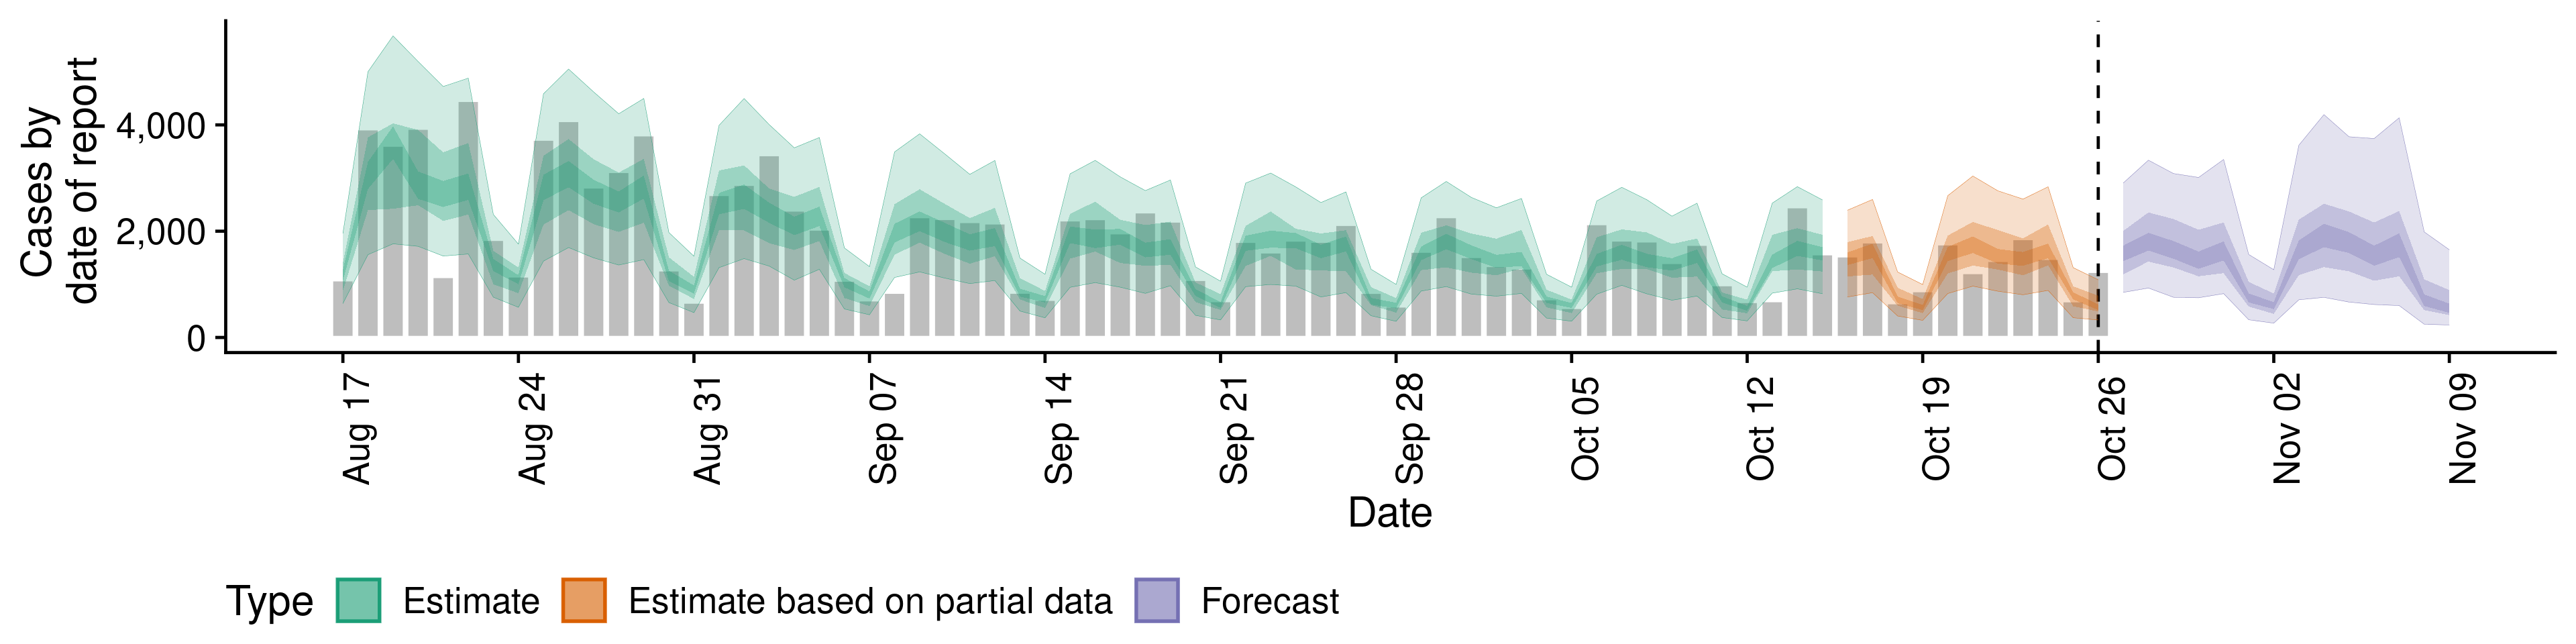 Cases by
date of report
4,000
2,000
0
Aug 17
Aug 24
Aug 31
Sep 07
Sep 14
Sep 21
Sep 28
Oct 05
Oct 12
Oct 19
Oct 26
Nov 02
Nov 09
Date
Type Estimate Estimate based on partial data Forecast